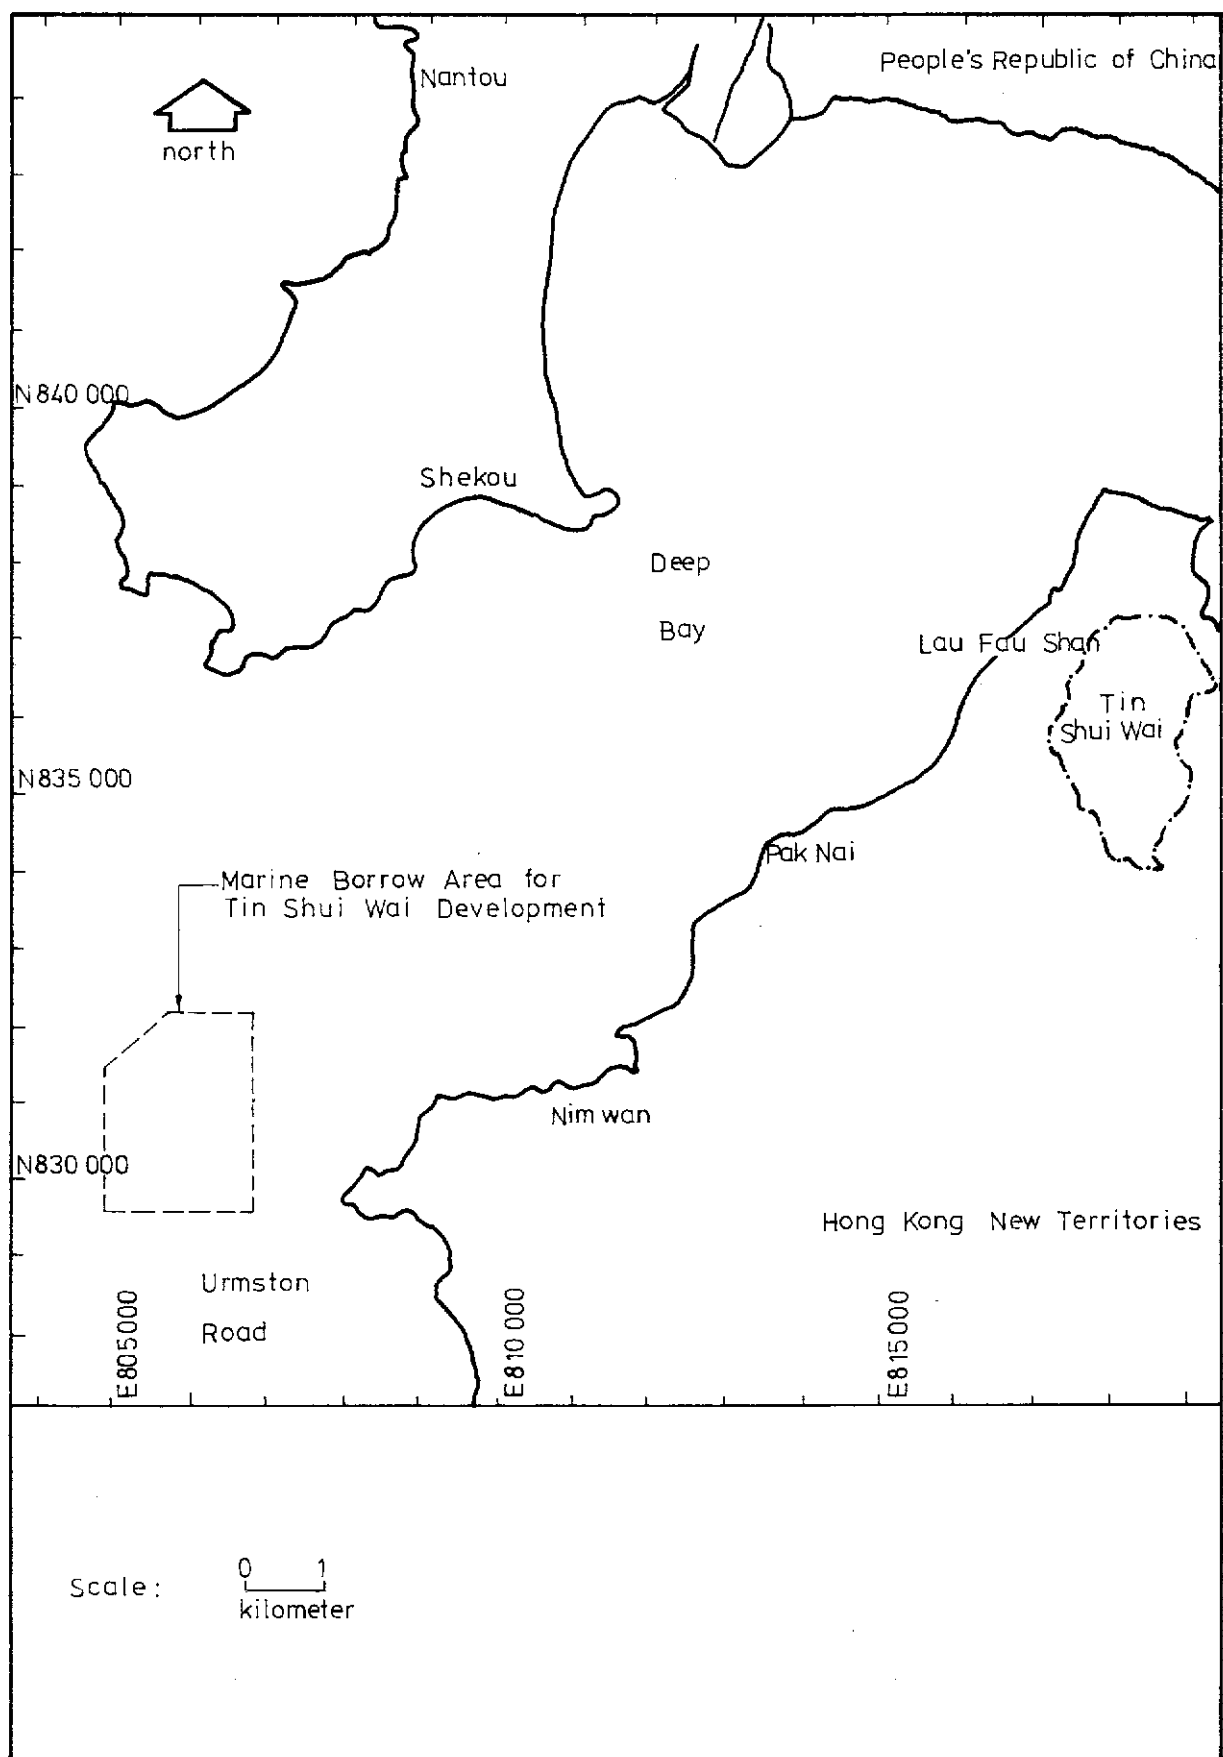 People's Republic of China
Nantou
north
N840 000
Shekou
Deep
Bay
Lau Fau Shan
Tin
Shui Wai
N835 000
Pak Nai
Marine Borrow Area for
Tin Shui Wai Development
Nim wan
N830 000
Hong Kong New Territories
Urmston
Road
E805000
E810 000
E815000
Scale:
0 1
kilometer